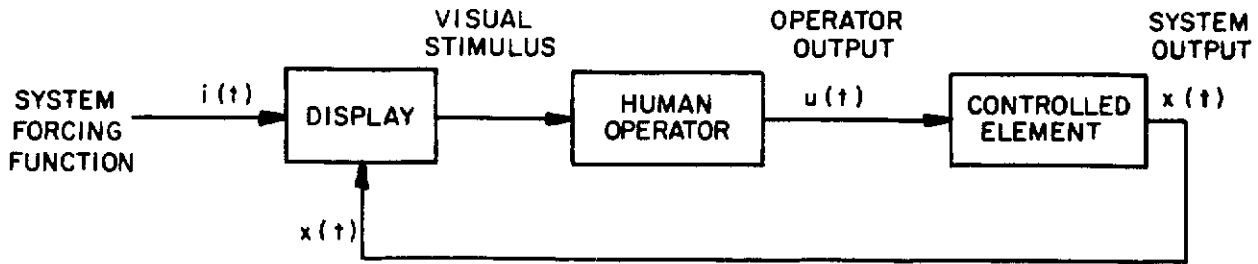 VISUAL
STIMULUS
OPERATOR
OUTPUT
SYSTEM
OUTPUT
SYSTEM
FORCING
FUNCTION
i(t)
DISPLAY
HUMAN
OPERATOR
u(t)
CONTROLLED
ELEMENT
x(t)
x(t)